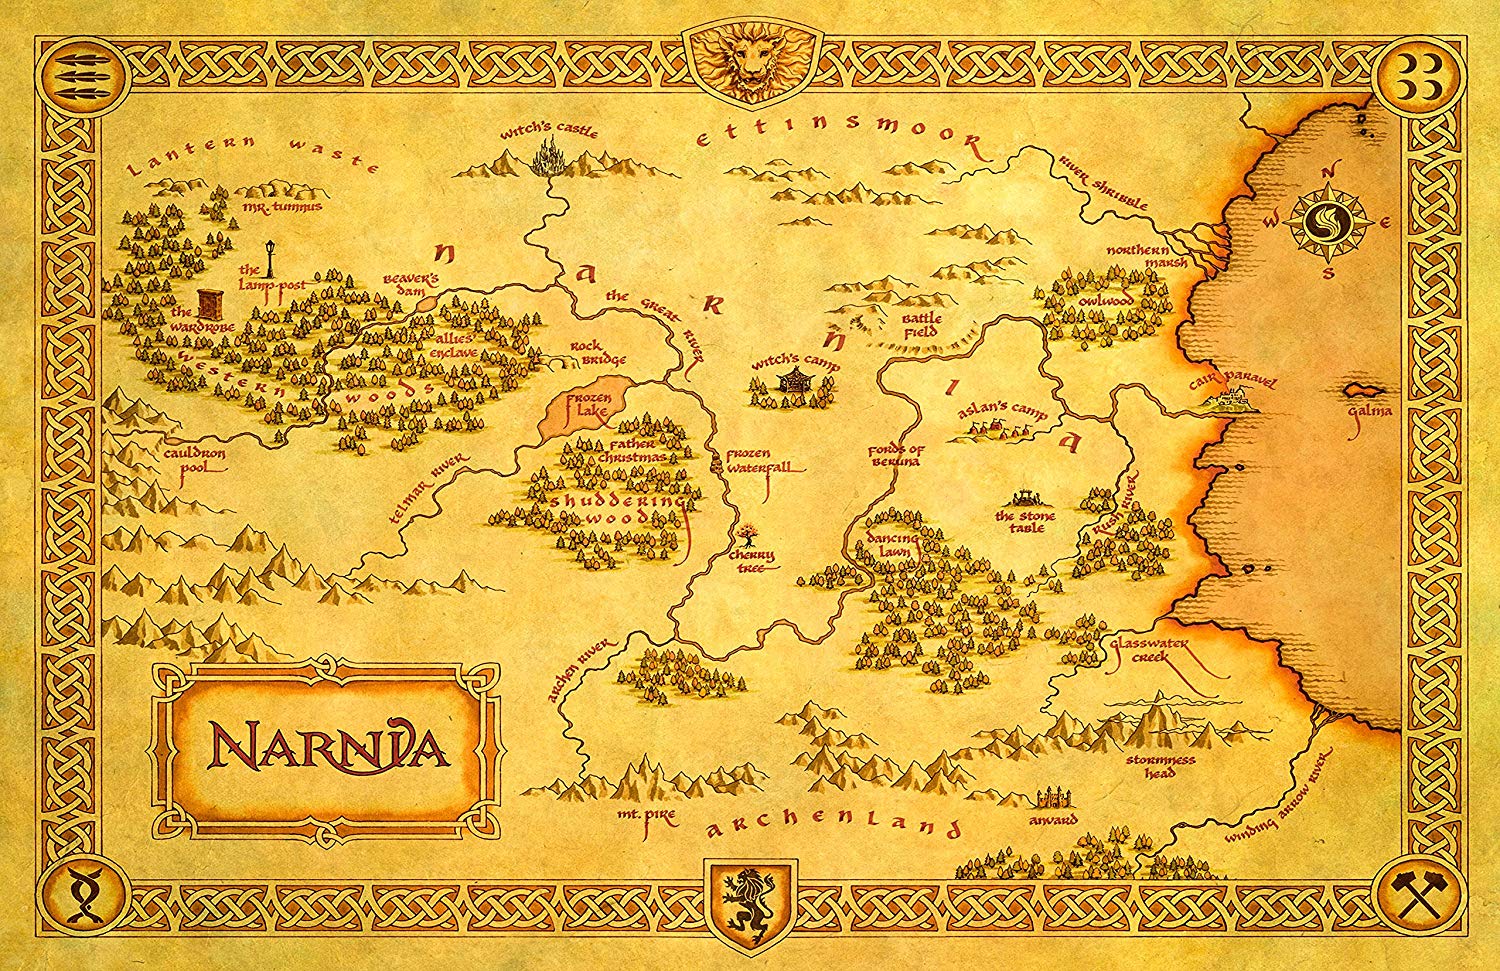 Lantern waste
witch's castle
ettinsmoor
mr. tumnus
River Shribble
N
W
E
S
northern
marsh
the
Lamp-post
Beaver's
dam
narnia
the great river
owlwood
the
wardrobe
Battle
field
allies'
enclave
Rock
Bridge
western woods
witch's camp
cair paravel
frozen
Lake
aslan's camp
galma
cauldron
pool
father
christmas
frozen
waterfall
fords of
Beruna
telmar river
shuddering
wood
the stone
table
Rush River
dancing
lawn
cherry
tree
archen river
glasswater
creek
Narnia
stormness
head
mt. pire
archenland
anvard
winding arrow river